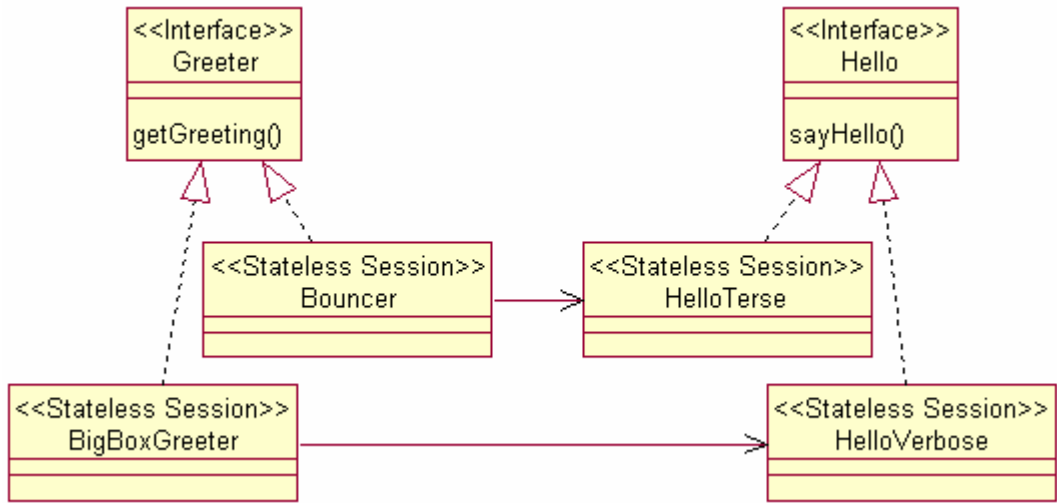 <<Interface>>
Greeter
getGreeting()
<<Interface>>
Hello
sayHello()
<<Stateless Session>>
Bouncer
<<Stateless Session>>
HelloTerse
<<Stateless Session>>
BigBoxGreeter
<<Stateless Session>>
HelloVerbose